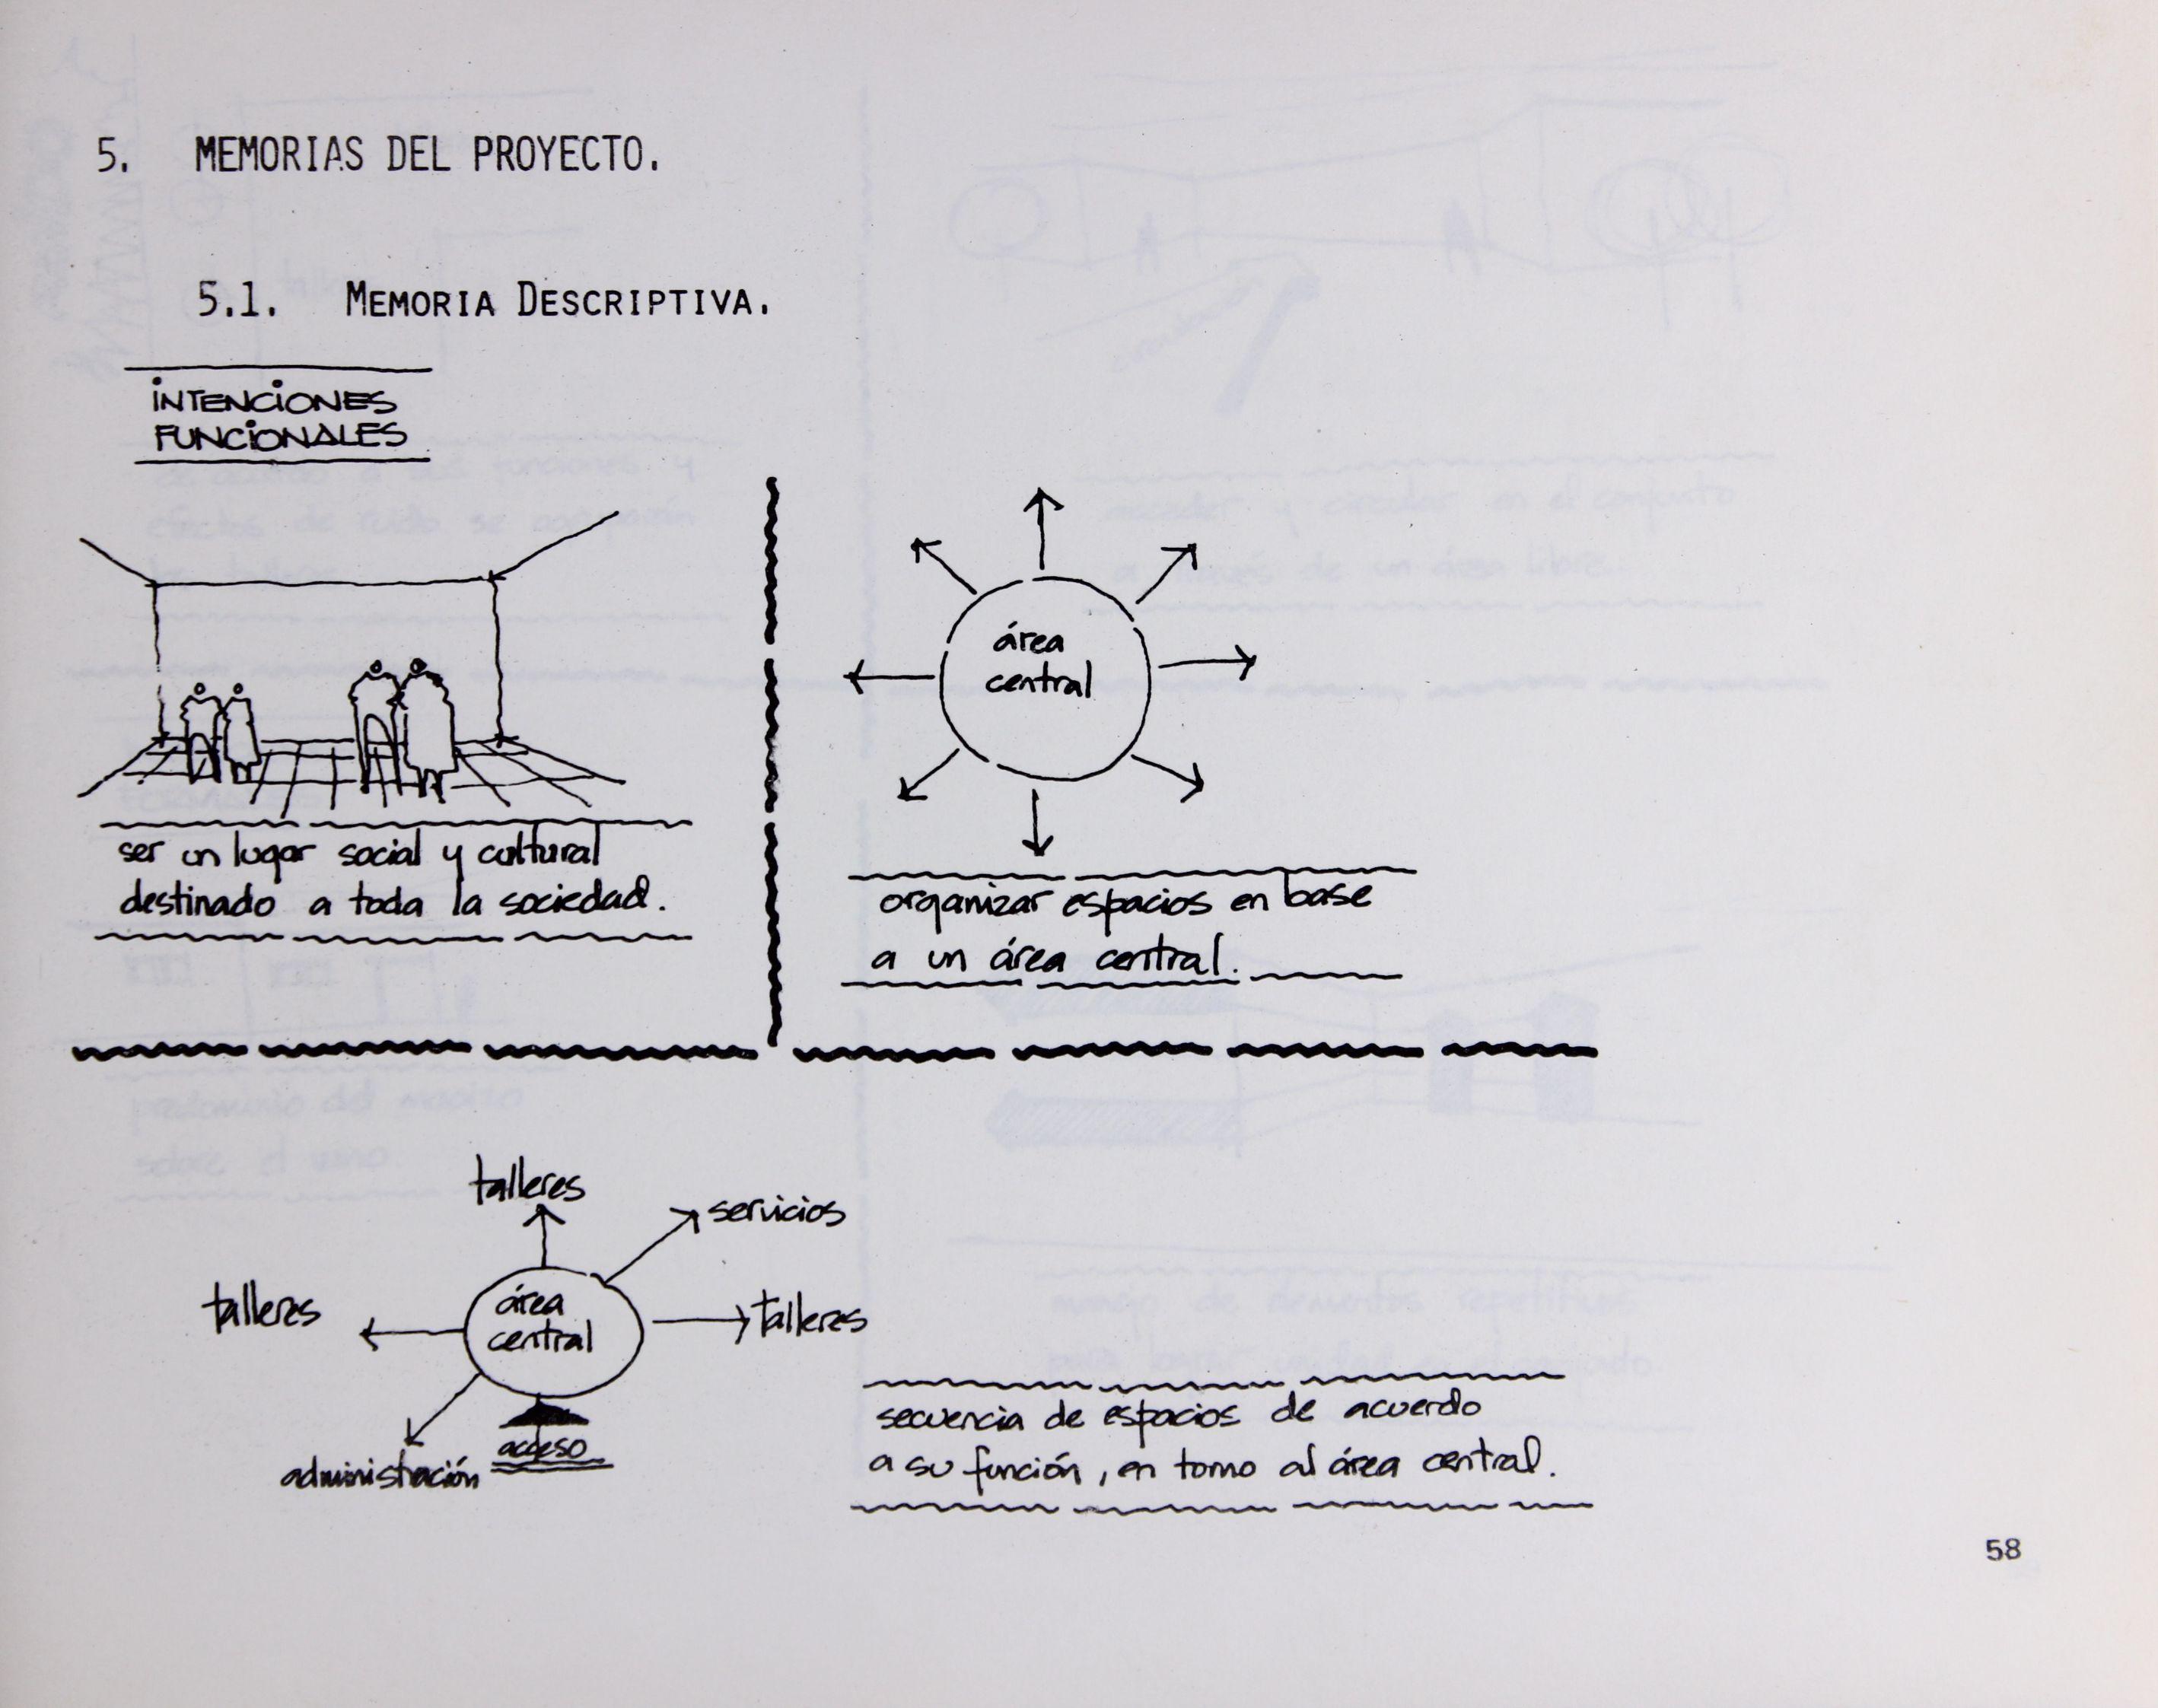 5. MEMORIAS DEL PROYECTO.
5.1. MEMORIA DESCRIPTIVA.
INTENCIONES
FUNCIONALES
ser un lugar social y cultural
destinado a toda la sociedad.
área
central
organizar espacios en base
a un área central.
talleres
servicios
talleres
área
central
talleres
administración
acceso
secuencia de espacios de acuerdo
a su función, en torno al área central.
58